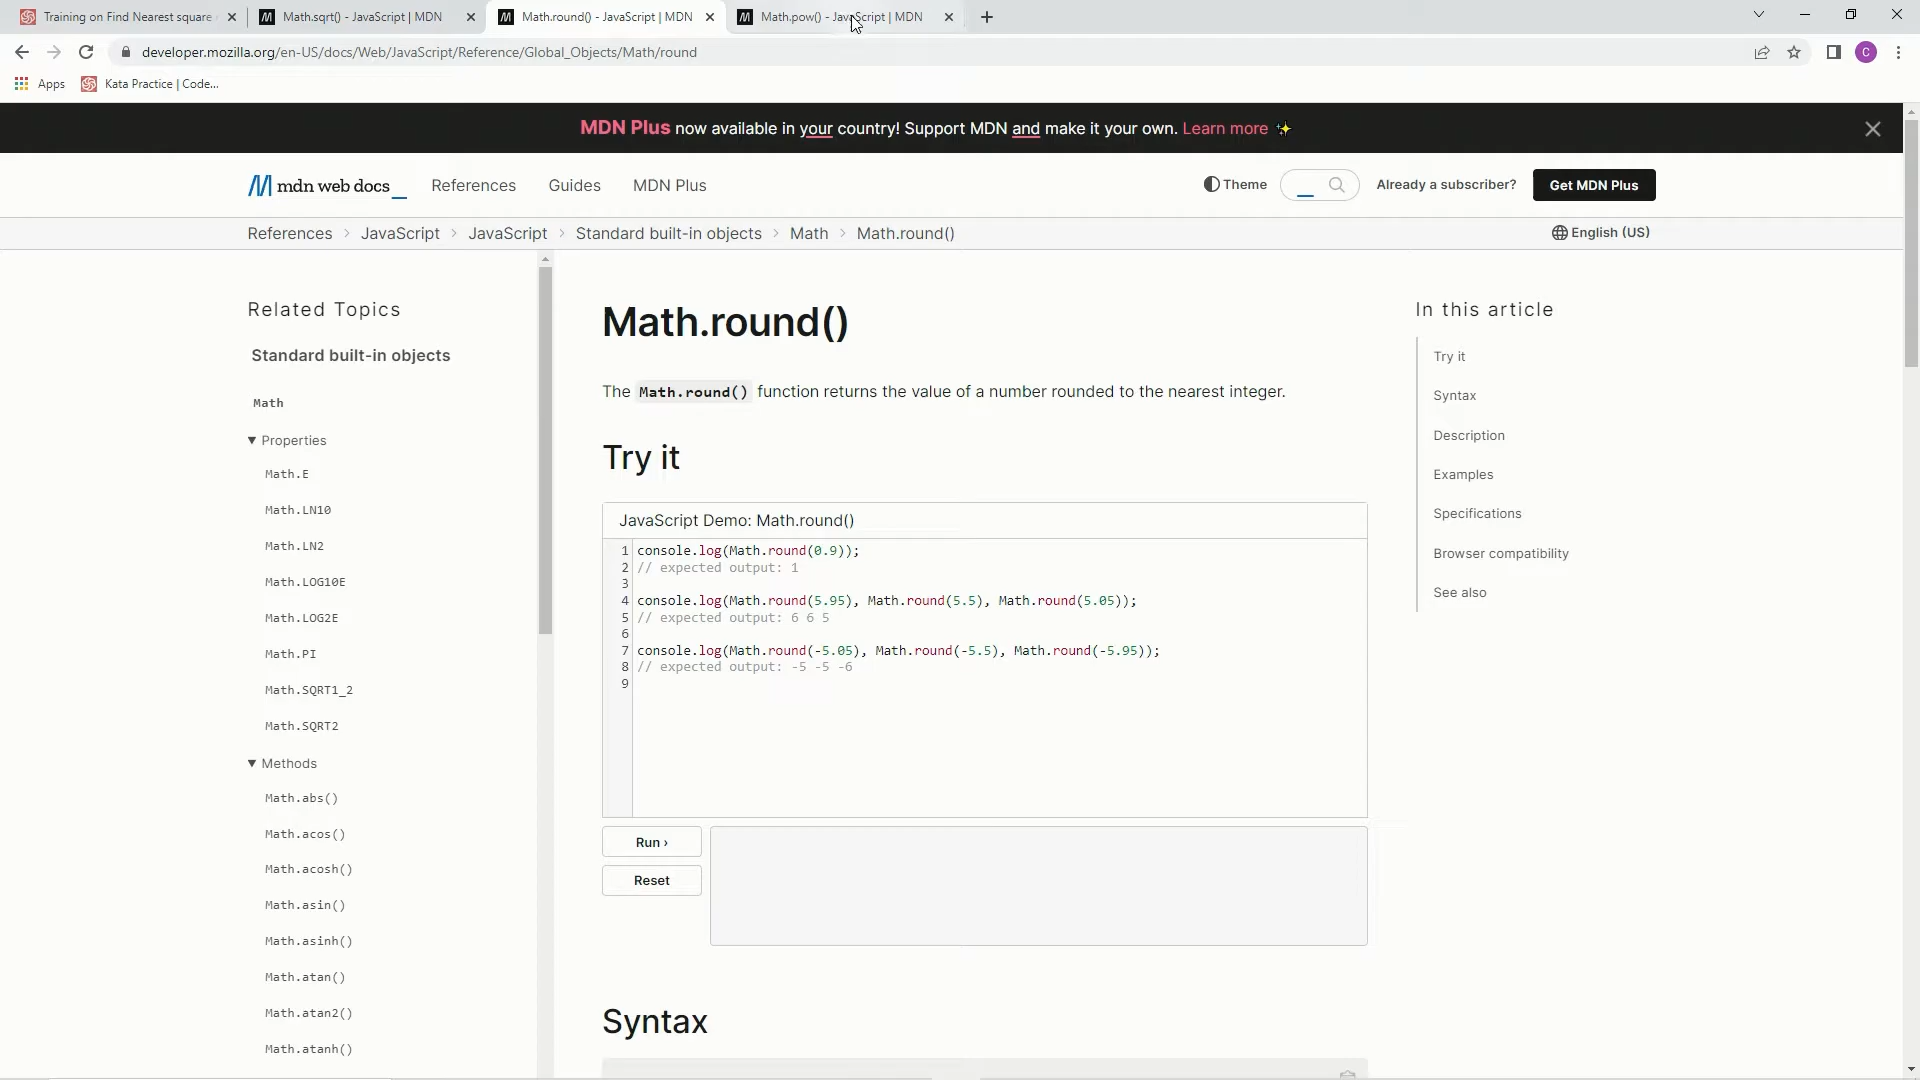 Training on Find Nearest square
Math.sqrt() - JavaScript | MDN
Math.round() - JavaScript | MDN
Math.pow() - JavaScript | MDN
developer.mozilla.org/en-US/docs/Web/JavaScript/Reference/Global_Objects/Math/round
C
Apps
Kata Practice | Code...
MDN Plus now available in your country! Support MDN and make it your own. Learn more ✨
mdn web docs_
References
Guides
MDN Plus
Theme
Already a subscriber?
Get MDN Plus
References > JavaScript > JavaScript > Standard built-in objects > Math > Math.round()
English (US)
Related Topics
Standard built-in objects
Math
Properties
Math.E
Math.LN10
Math.LN2
Math.LOG10E
Math.LOG2E
Math.PI
Math.SQRT1_2
Math.SQRT2
Methods
Math.abs()
Math.acos()
Math.acosh()
Math.asin()
Math.asinh()
Math.atan()
Math.atan2()
Math.atanh()
Math.round()
The Math.round() function returns the value of a number rounded to the nearest integer.
Try it
JavaScript Demo: Math.round()
1 console.log(Math.round(0.9));
2 // expected output: 1
3
4 console.log(Math.round(5.95), Math.round(5.5), Math.round(5.05));
5 // expected output: 6 6 5
6
7 console.log(Math.round(-5.05), Math.round(-5.5), Math.round(-5.95));
8 // expected output: -5 -5 -6
9
Run ›
Reset
Syntax
In this article
Try it
Syntax
Description
Examples
Specifications
Browser compatibility
See also